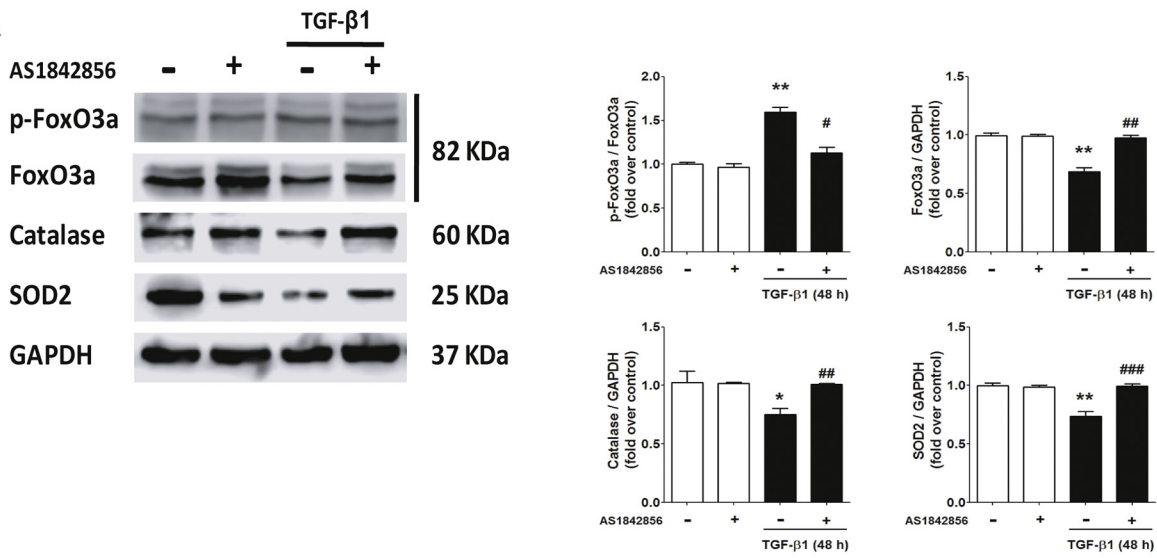 TGF-β1
AS1842856 - + - +
p-FoxO3a
FoxO3a
82 KDa
Catalase 60 KDa
SOD2 25 KDa
GAPDH 37 KDa
p-FoxO3a / FoxO3a
(fold over control)
2.0
1.5
1.0
0.5
0.0
**
#
AS1842856 - + - +
TGF-β1 (48 h)
FoxO3a / GAPDH
(fold over control)
1.5
1.0
0.5
0.0
**
##
AS1842856 - + - +
TGF-β1 (48 h)
Catalase / GAPDH
(fold over control)
1.5
1.0
0.5
0.0
*
##
AS1842856 - + - +
TGF-β1 (48 h)
SOD2 / GAPDH
(fold over control)
1.5
1.0
0.5
0.0
**
###
AS1842856 - + - +
TGF-β1 (48 h)